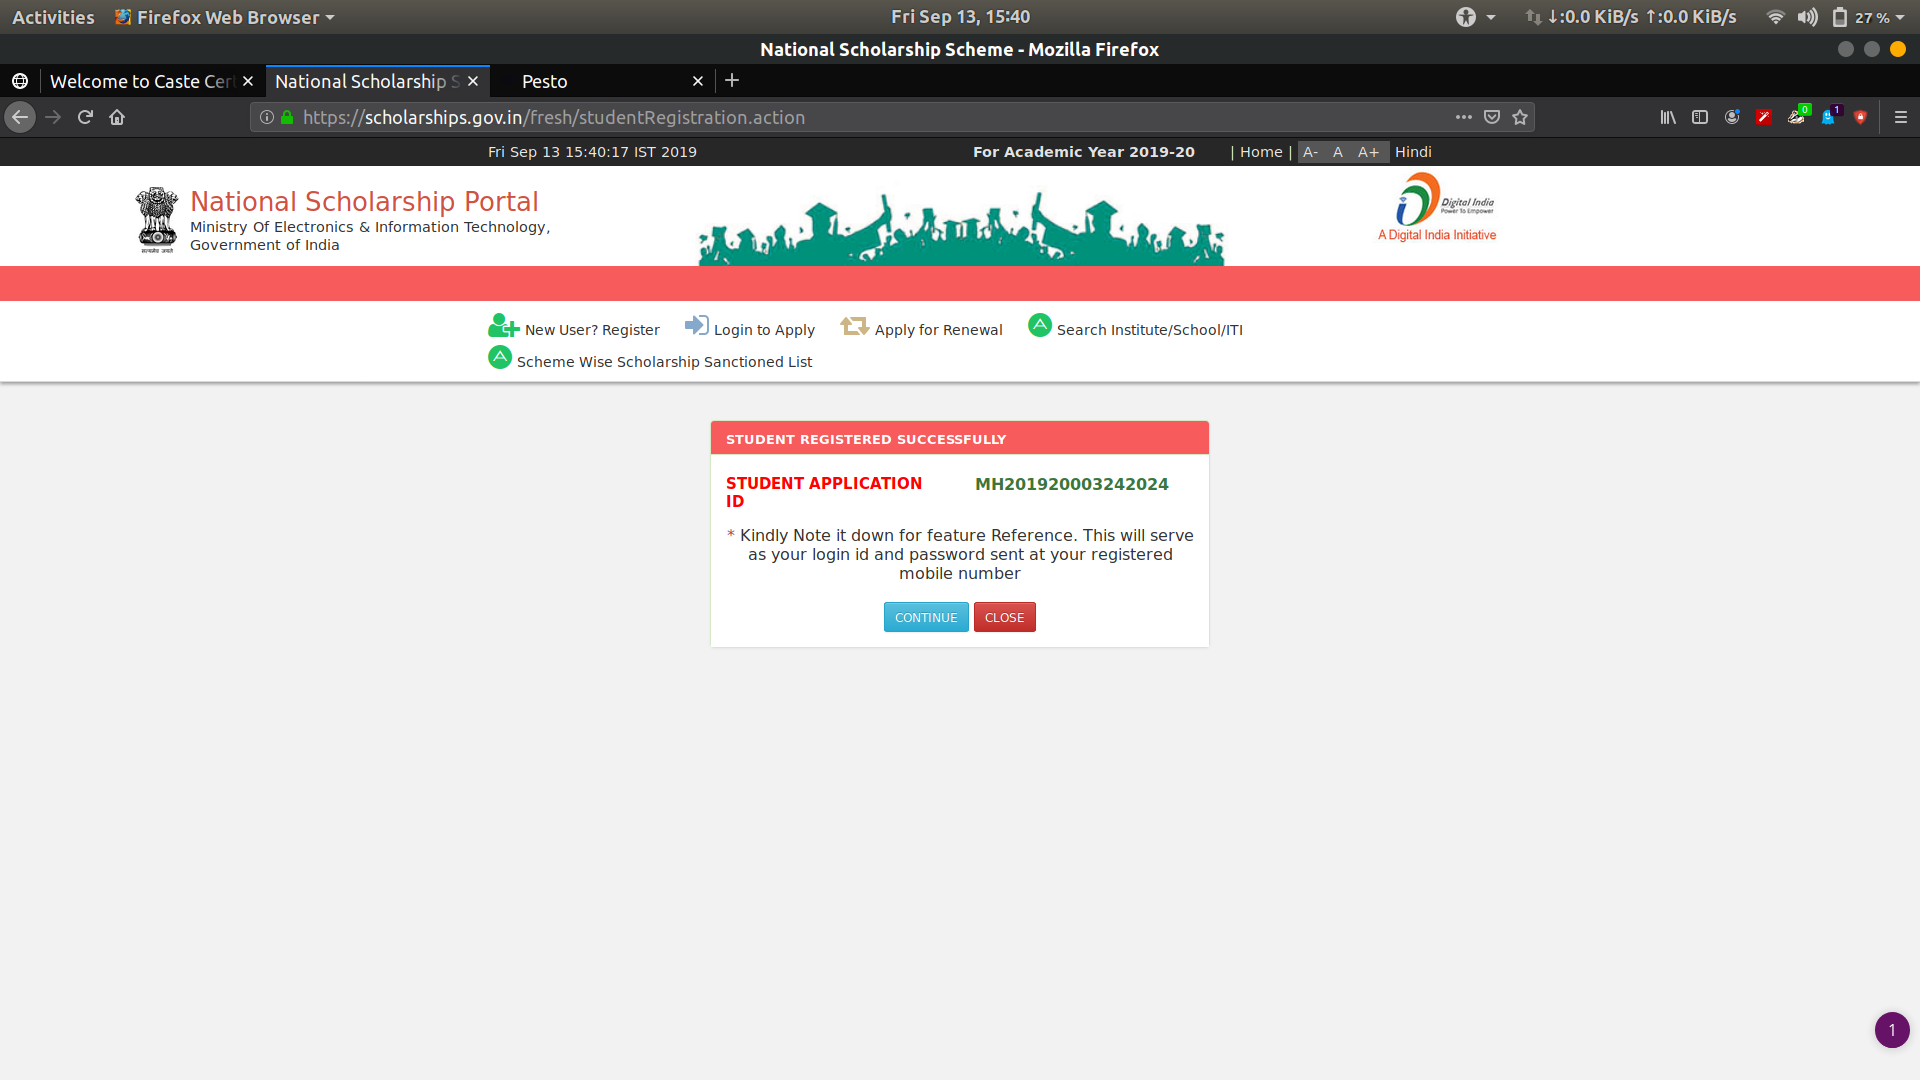 Activities Firefox Web Browser Fri Sep 13, 15:40 ↓:0.0 KiB/s ↑:0.0 KiB/s 27 %
National Scholarship Scheme - Mozilla Firefox
Welcome to Caste Cer National Scholarship S Pesto
https://scholarships.gov.in/fresh/studentRegistration.action 0 1
Fri Sep 13 15:40:17 IST 2019 For Academic Year 2019-20 | Home | A- A A+ Hindi
National Scholarship Portal
Ministry Of Electronics & Information Technology,
Government of India
सत्यमेव जयते
Digital India
Power To Empower
A Digital India Initiative
New User? Register Login to Apply Apply for Renewal Search Institute/School/ITI
Scheme Wise Scholarship Sanctioned List
STUDENT REGISTERED SUCCESSFULLY
STUDENT APPLICATION ID MH201920003242024
* Kindly Note it down for feature Reference. This will serve
as your login id and password sent at your registered
mobile number
CONTINUE CLOSE
1